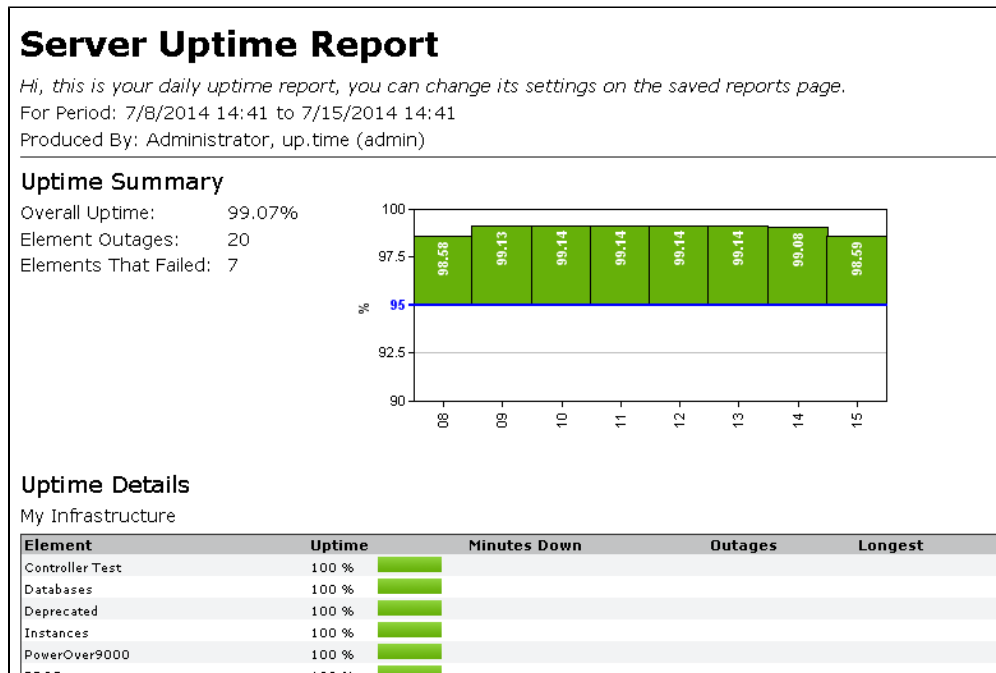 Server Uptime Report
Hi, this is your daily uptime report, you can change its settings on the saved reports page.
For Period: 7/8/2014 14:41 to 7/15/2014 14:41
Produced By: Administrator, up.time (admin)
Uptime Summary
Overall Uptime: 99.07%
Element Outages: 20
Elements That Failed: 7
100
97.5
95
92.5
90
%
98.58 99.13 99.14 99.14 99.14 99.14 99.08 98.59
08 09 10 11 12 13 14 15
Uptime Details
My Infrastructure
Element Uptime Minutes Down Outages Longest
Controller Test 100 %
Databases 100 %
Deprecated 100 %
Instances 100 %
PowerOver9000 100 %